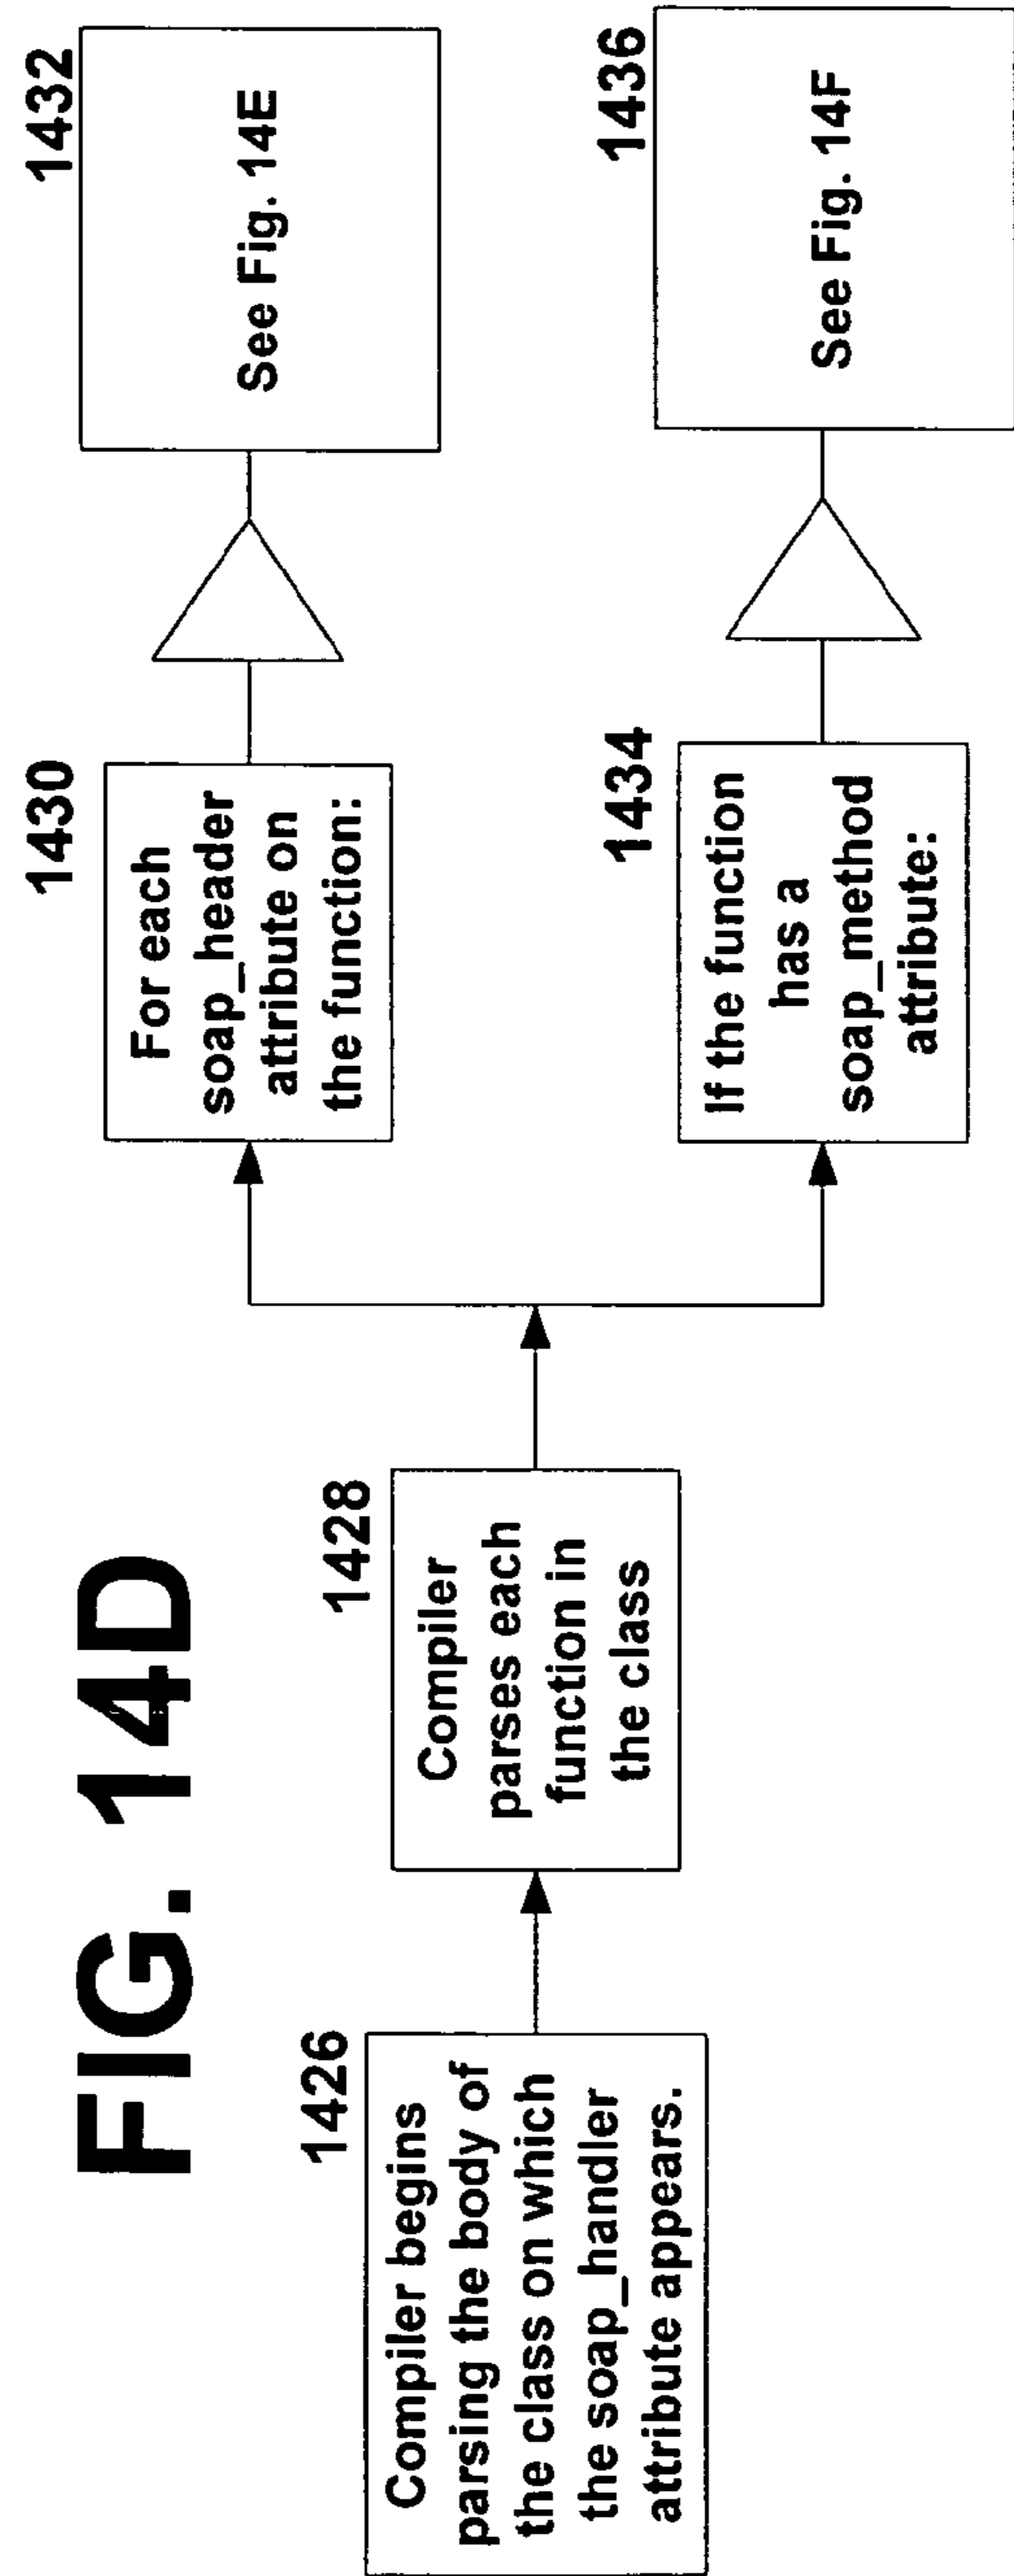 FIG. 14D
1426
Compiler begins
parsing the body of
the class on which
the soap_handler
attribute appears.
1428
Compiler
parses each
function in
the class
1430
For each
soap_header
attribute on
the function:
1432
See Fig. 14E
1434
If the function
has a
soap_method
attribute:
1436
See Fig. 14F